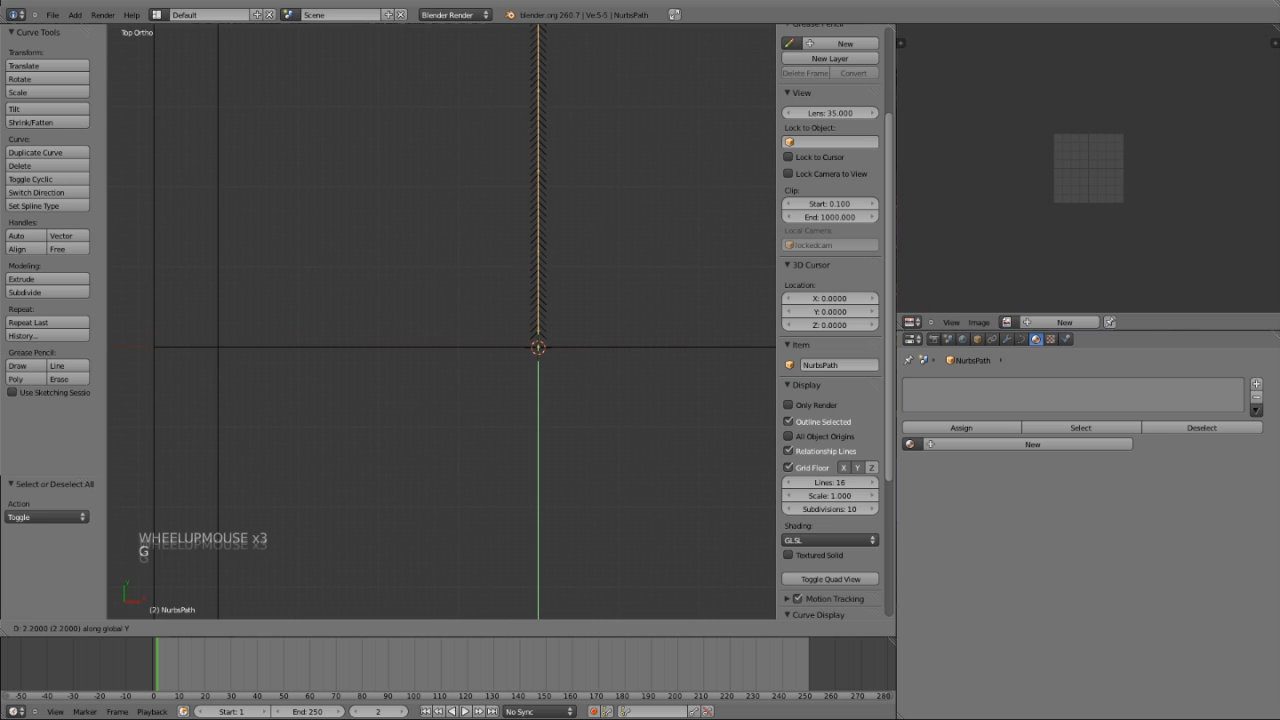 File Add Render Help Default Scene Blender Render blender.org 260.7 | Ve:5-5 | NurbsPath
Curve Tools
Transform:
Translate
Rotate
Scale
Tilt
Shrink/Fatten
Curve:
Duplicate Curve
Delete
Toggle Cyclic
Switch Direction
Set Spline Type
Handles:
Auto Vector
Align Free
Modeling:
Extrude
Subdivide
Repeat:
Repeat Last
History...
Grease Pencil:
Draw Line
Poly Erase
Use Sketching Sessio
Select or Deselect All
Action
Toggle
Top Ortho
WHEELUPMOUSE x3
G
y
(2) NurbsPath
D: 2.2000 (2.2000) along global Y
New
New Layer
Delete Frame Convert
View
Lens: 35.000
Lock to Object:
Lock to Cursor
Lock Camera to View
Clip:
Start: 0.100
End: 1000.000
Local Camera:
lockedcam
3D Cursor
Location:
X: 0.0000
Y: 0.0000
Z: 0.0000
Item
NurbsPath
Display
Only Render
Outline Selected
All Object Origins
Relationship Lines
Grid Floor X Y Z
Lines: 16
Scale: 1.000
Subdivisions: 10
Shading:
GLSL
Textured Solid
Toggle Quad View
Motion Tracking
Curve Display
View Image New
NurbsPath
Assign Select Deselect
New
-50 -40 -30 -20 -10 0 10 20 30 40 50 60 70 80 90 100 110 120 130 140 150 160 170 180 190 200 210 220 230 240 250 260 270 280
View Marker Frame Playback Start: 1 End: 250 2 No Sync